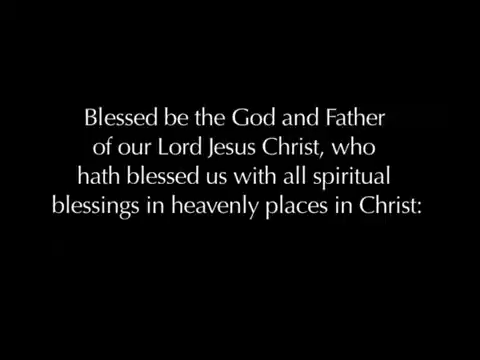 Blessed be the God and Father
of our Lord Jesus Christ, who
hath blessed us with all spiritual
blessings in heavenly places in Christ: